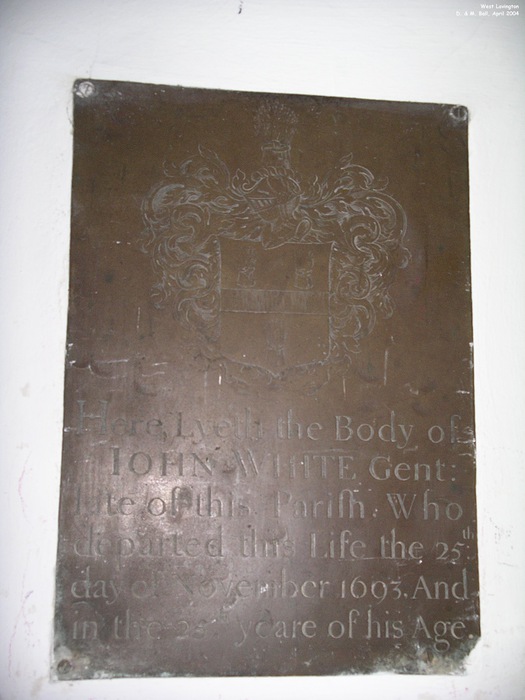 West Lavington
D. & M. Ball, April 2004
Here Lyeth the Body of
IOHN WHITE Gent:
late of this Parish. Who
departed this Life the 25th:
day of November 1693. And
in the yeare of his Age.